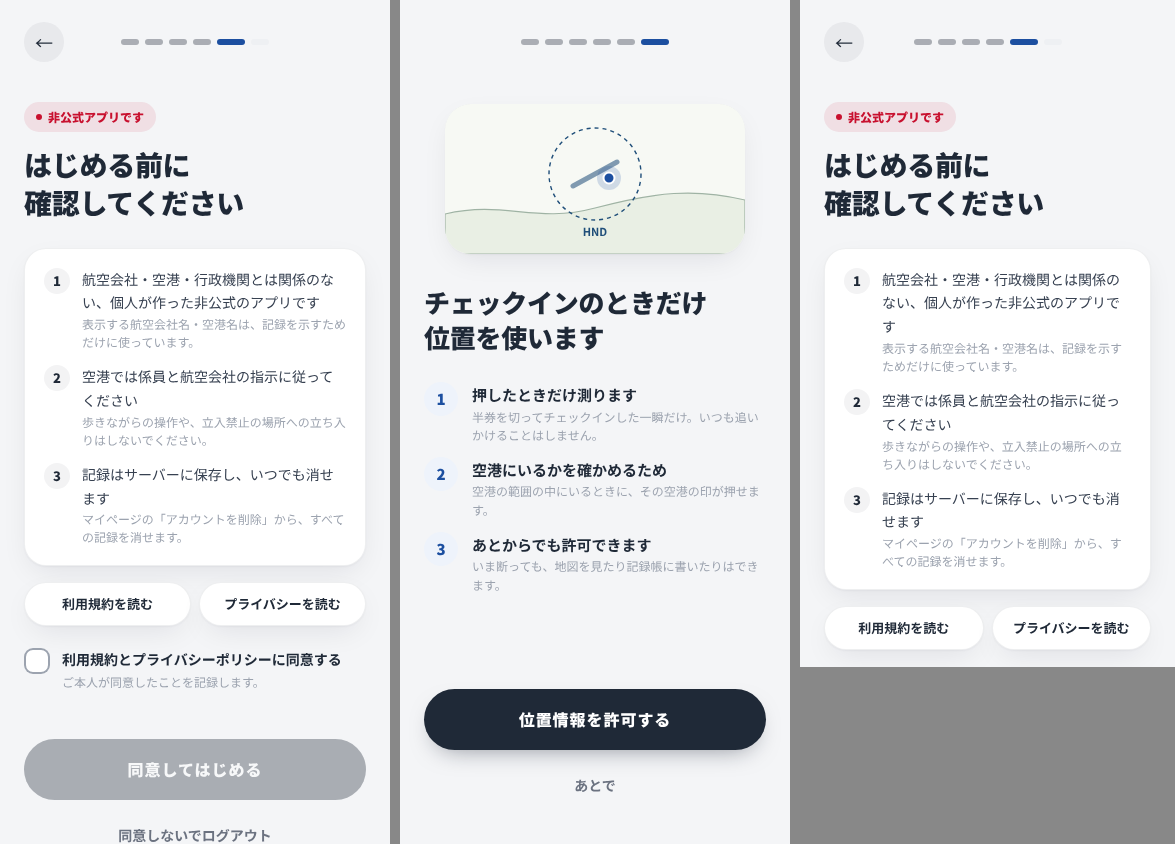 ←
非公式アプリです
はじめる前に
確認してください
1
航空会社・空港・行政機関とは関係のな
い、個人が作った非公式のアプリです
表示する航空会社名・空港名は、記録を示すため
だけに使っています。
2
空港では係員と航空会社の指示に従って
ください
歩きながらの操作や、立入禁止の場所への立ち入
りはしないでください。
3
記録はサーバーに保存し、いつでも消せ
ます
マイページの「アカウントを削除」から、すべて
の記録を消せます。
利用規約を読む
プライバシーを読む
利用規約とプライバシーポリシーに同意する
ご本人が同意したことを記録します。
同意してはじめる
同意しないでログアウト
HND
チェックインのときだけ
位置を使います
1
押したときだけ測ります
半券を切ってチェックインした一瞬だけ。いつも追い
かけることはしません。
2
空港にいるかを確かめるため
空港の範囲の中にいるときに、その空港の印が押せま
す。
3
あとからでも許可できます
いま断っても、地図を見たり記録帳に書いたりはでき
ます。
位置情報を許可する
あとで
←
非公式アプリです
はじめる前に
確認してください
1
航空会社・空港・行政機関とは関係の
ない、個人が作った非公式のアプリで
す
表示する航空会社名・空港名は、記録を示す
ためだけに使っています。
2
空港では係員と航空会社の指示に従っ
てください
歩きながらの操作や、立入禁止の場所への立
ち入りはしないでください。
3
記録はサーバーに保存し、いつでも消
せます
マイページの「アカウントを削除」から、す
べての記録を消せます。
利用規約を読む
プライバシーを読む